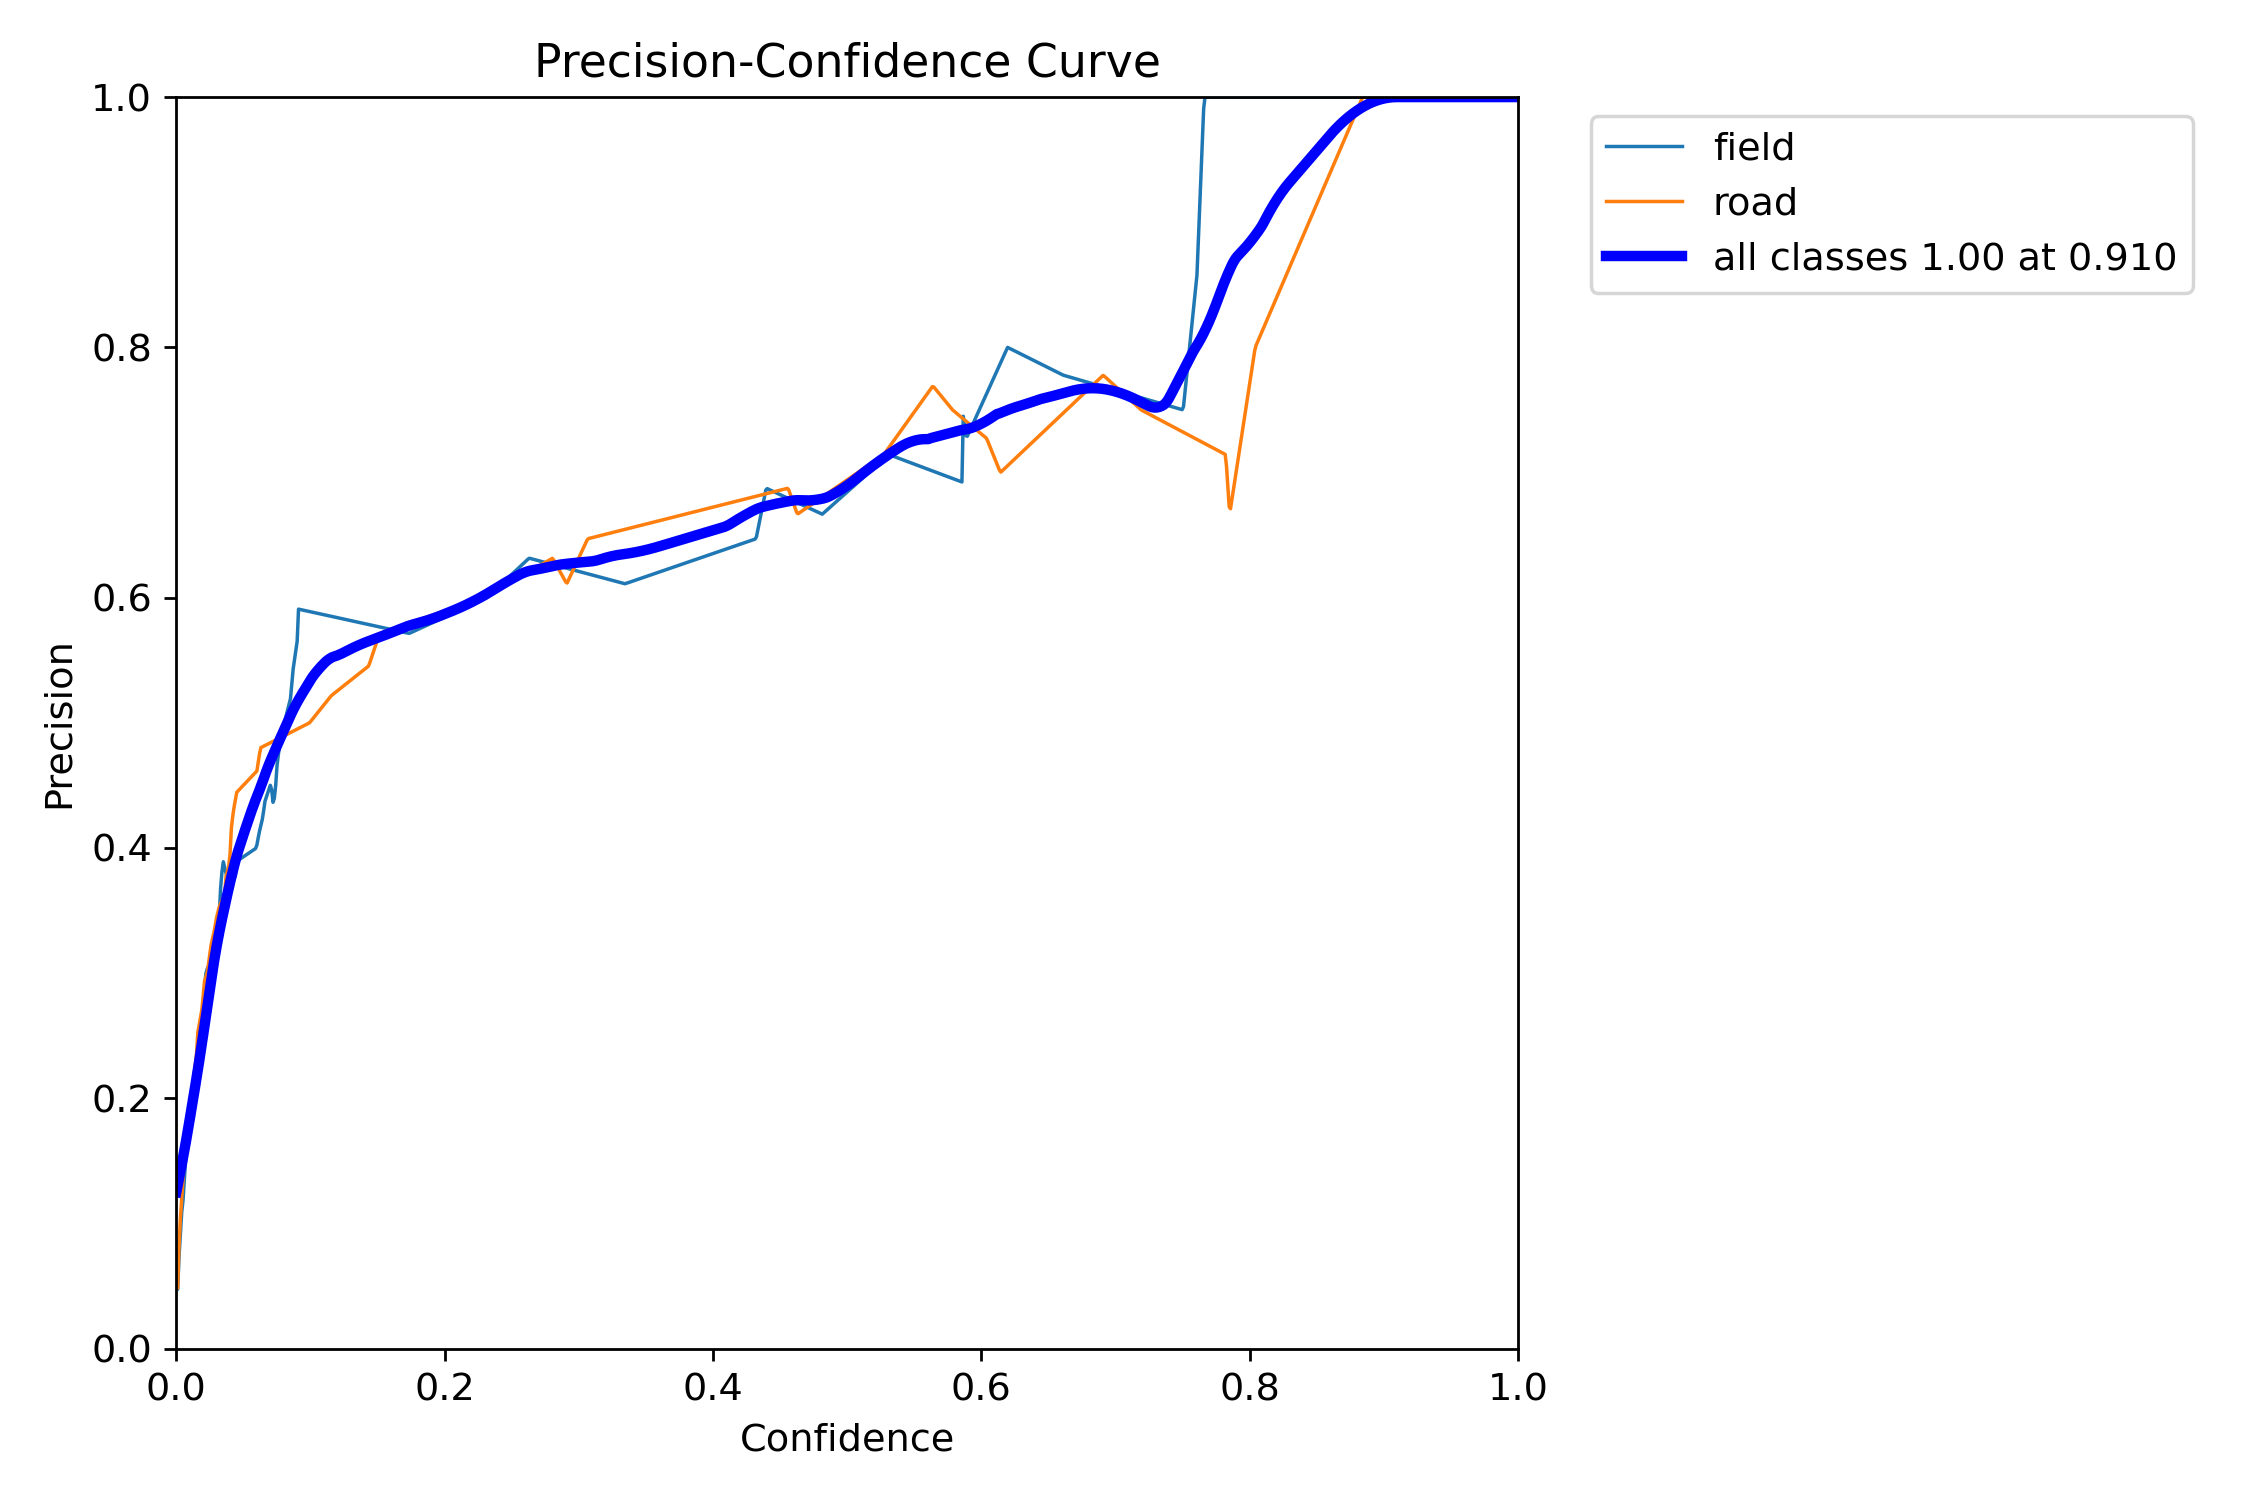 Precision-Confidence Curve
1.0
0.8
0.6
0.4
0.2
0.0
Precision
0.0 0.2 0.4 0.6 0.8 1.0
Confidence
field
road
all classes 1.00 at 0.910